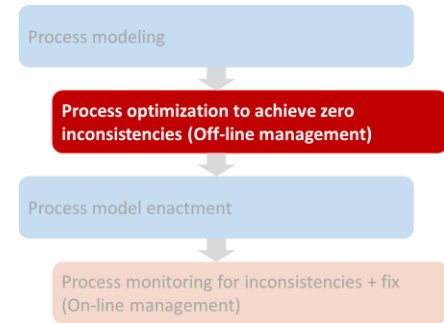 Process modeling
Process optimization to achieve zero
inconsistencies (Off-line management)
Process model enactment
Process monitoring for inconsistencies + fix
(On-line management)